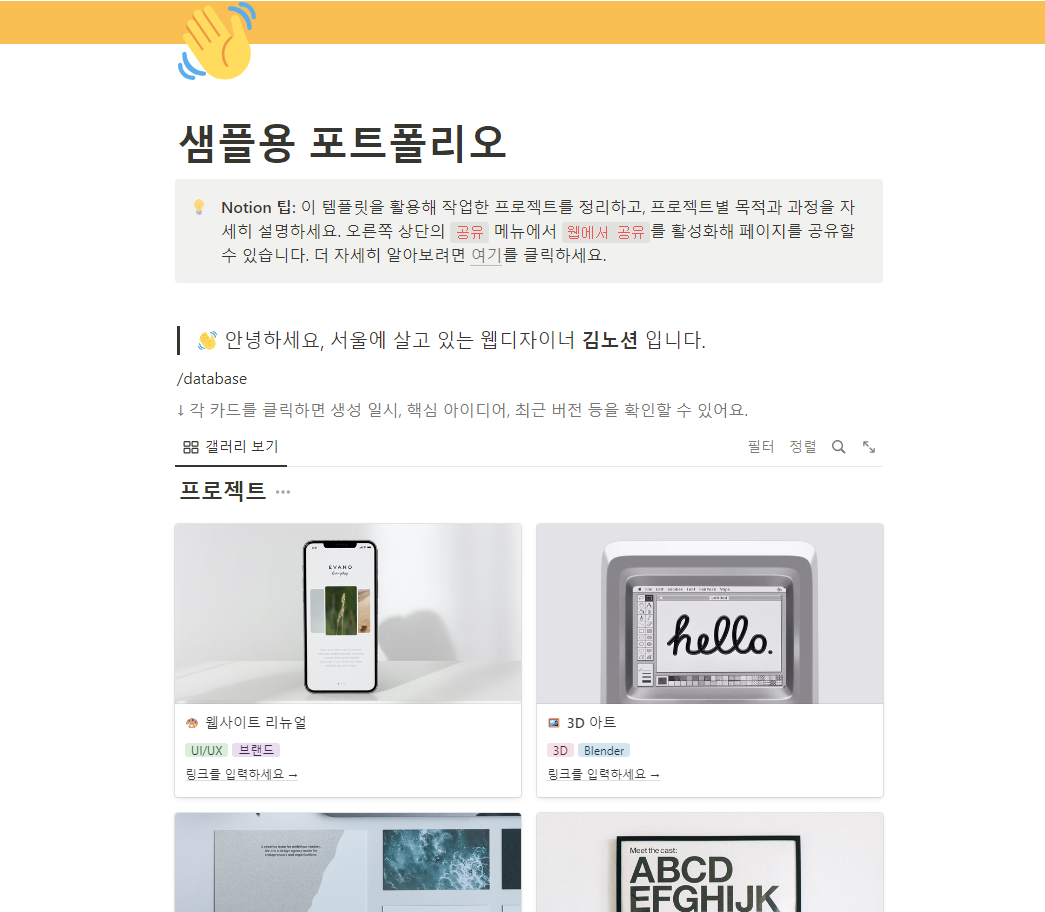 샘플용 포트폴리오
Notion 팁: 이 템플릿을 활용해 작업한 프로젝트를 정리하고, 프로젝트별 목적과 과정을 자
세히 설명하세요. 오른쪽 상단의 공유 메뉴에서 웹에서 공유를 활성화해 페이지를 공유할
수 있습니다. 더 자세히 알아보려면 여기를 클릭하세요.
안녕하세요, 서울에 살고 있는 웹디자이너 김노션 입니다.
/database
↓ 각 카드를 클릭하면 생성 일시, 핵심 아이디어, 최근 버전 등을 확인할 수 있어요.
갤러리 보기
필터 정렬
프로젝트
EVANO
hello.
웹사이트 리뉴얼
UI/UX 브랜드
링크를 입력하세요 →
3D 아트
3D Blender
링크를 입력하세요 →
Meet the cast:
ABCD
EFGHIJK